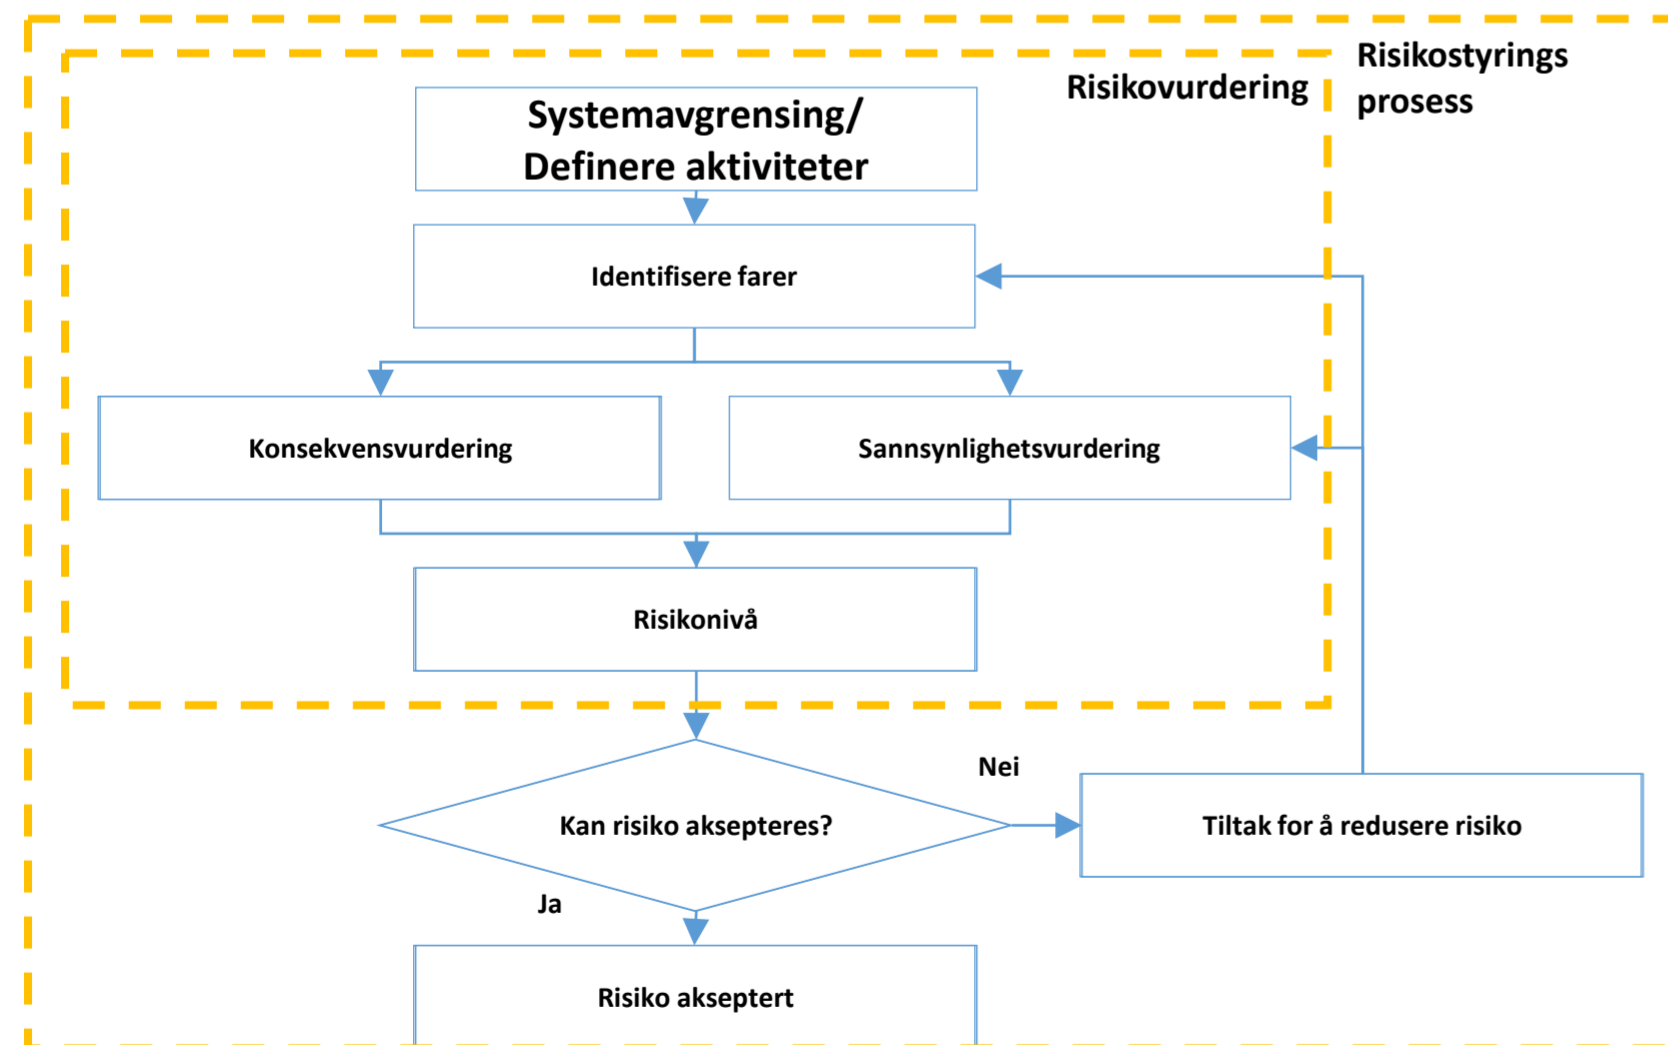 Risikostyrings
prosess
Risikovurdering
Systemavgrensing/
Definere aktiviteter
Identifisere farer
Konsekvensvurdering
Sannsynlighetsvurdering
Risikonivå
Nei
Kan risiko aksepteres?
Tiltak for å redusere risiko
Ja
Risiko akseptert